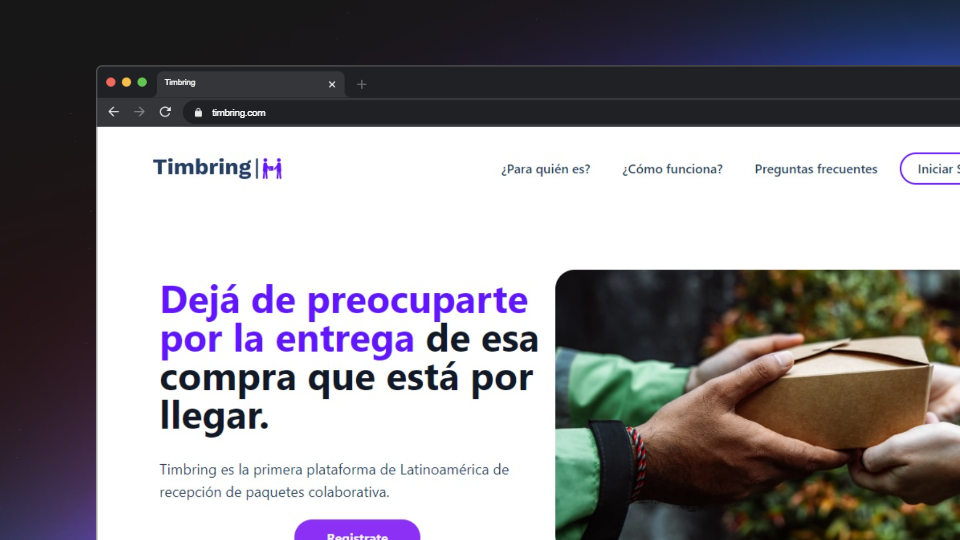 Timbring
timbring.com
Timbring
¿Para quién es?
¿Cómo funciona?
Preguntas frecuentes
Iniciar S
Dejá de preocuparte
por la entrega de esa
compra que está por
llegar.
Timbring es la primera plataforma de Latinoamérica de
recepción de paquetes colaborativa.
Registrate